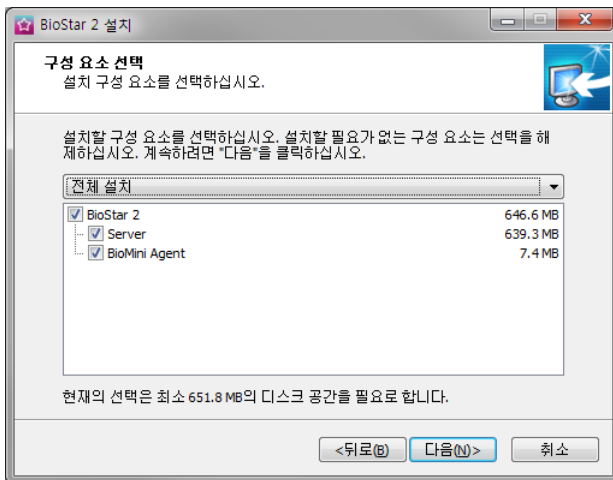 BioStar 2 설치
구성 요소 선택
설치 구성 요소를 선택하십시오.
설치할 구성 요소를 선택하십시오. 설치할 필요가 없는 구성 요소는 선택을 해
제하십시오. 계속하려면 "다음"을 클릭하십시오.
전체 설치
BioStar 2 646.6 MB
Server 639.3 MB
BioMini Agent 7.4 MB
현재의 선택은 최소 651.8 MB의 디스크 공간을 필요로 합니다.
<뒤로(B) 다음(N)> 취소